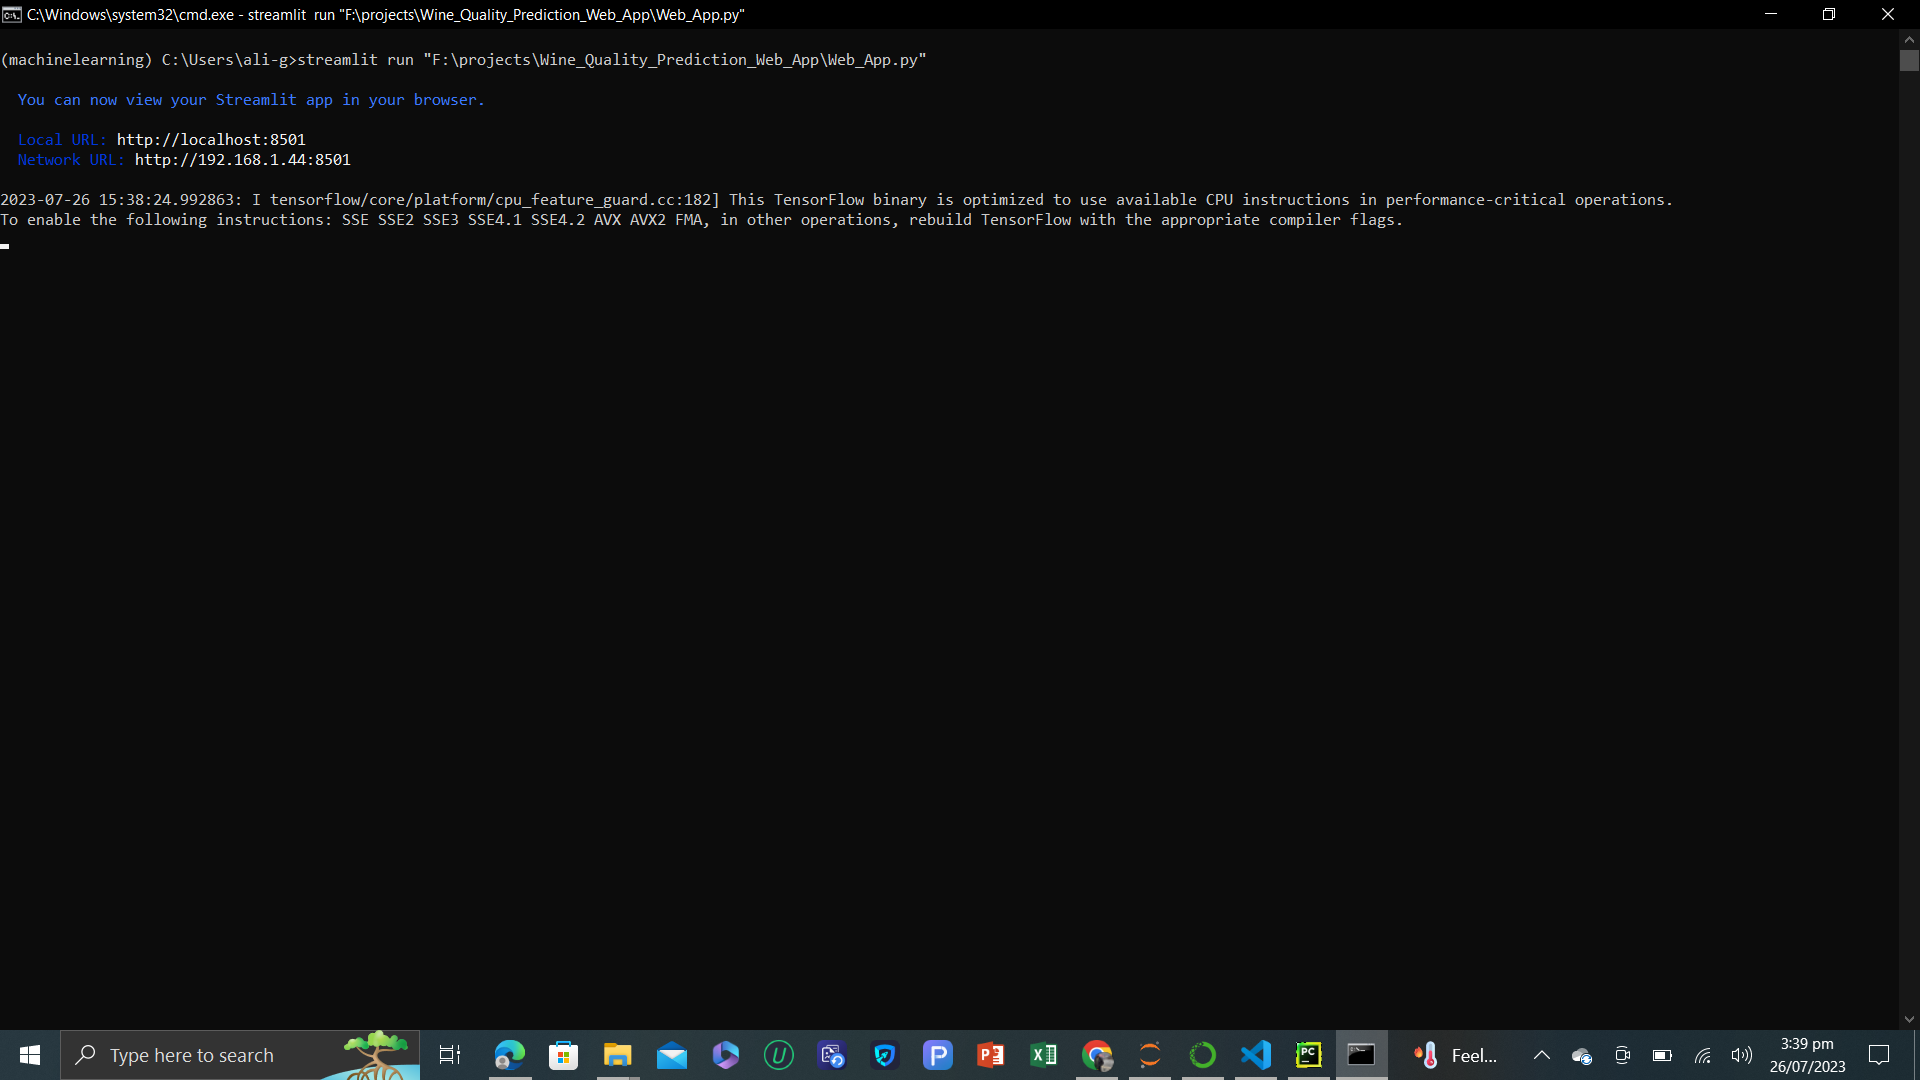 C:\Windows\system32\cmd.exe - streamlit  run "F:\projects\Wine_Quality_Prediction_Web_App\Web_App.py"
(machinelearning) C:\Users\ali-g>streamlit run "F:\projects\Wine_Quality_Prediction_Web_App\Web_App.py"
You can now view your Streamlit app in your browser.
Local URL: http://localhost:8501
Network URL: http://192.168.1.44:8501
2023-07-26 15:38:24.992863: I tensorflow/core/platform/cpu_feature_guard.cc:182] This TensorFlow binary is optimized to use available CPU instructions in performance-critical operations.
To enable the following instructions: SSE SSE2 SSE3 SSE4.1 SSE4.2 AVX AVX2 FMA, in other operations, rebuild TensorFlow with the appropriate compiler flags.
Type here to search
Feel...
3:39 pm
26/07/2023